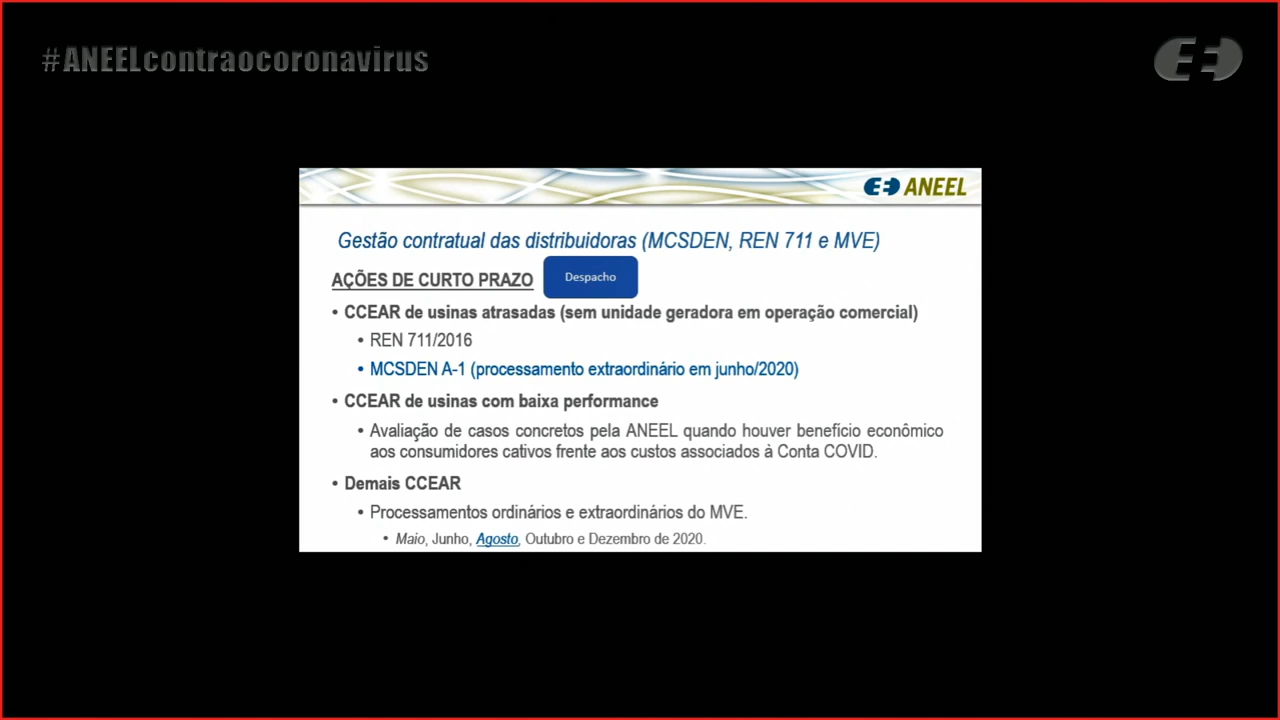 #ANEELcontraocoronavirus
ANEEL
Gestão contratual das distribuidoras (MCSDEN, REN 711 e MVE)
AÇÕES DE CURTO PRAZO
Despacho
• CCEAR de usinas atrasadas (sem unidade geradora em operação comercial)
• REN 711/2016
• MCSDEN A-1 (processamento extraordinário em junho/2020)
• CCEAR de usinas com baixa performance
• Avaliação de casos concretos pela ANEEL quando houver benefício econômico
aos consumidores cativos frente aos custos associados à Conta COVID.
• Demais CCEAR
• Processamentos ordinários e extraordinários do MVE.
• Maio, Junho, Agosto, Outubro e Dezembro de 2020.